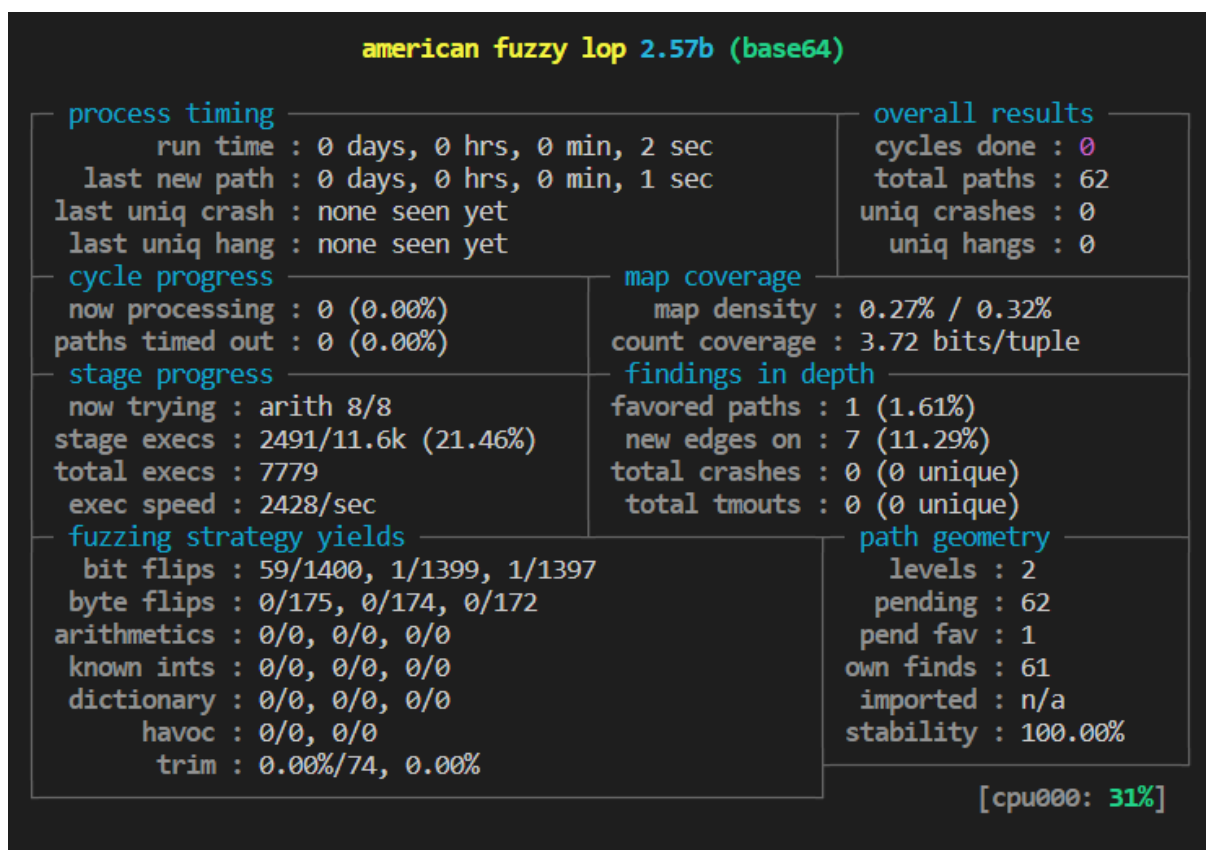 american fuzzy lop 2.57b (base64)
process timing overall results
run time : 0 days, 0 hrs, 0 min, 2 sec cycles done : 0
last new path : 0 days, 0 hrs, 0 min, 1 sec total paths : 62
last uniq crash : none seen yet uniq crashes : 0
last uniq hang : none seen yet uniq hangs : 0
cycle progress map coverage
now processing : 0 (0.00%) map density : 0.27% / 0.32%
paths timed out : 0 (0.00%) count coverage : 3.72 bits/tuple
stage progress findings in depth
now trying : arith 8/8 favored paths : 1 (1.61%)
stage execs : 2491/11.6k (21.46%) new edges on : 7 (11.29%)
total execs : 7779 total crashes : 0 (0 unique)
exec speed : 2428/sec total tmouts : 0 (0 unique)
fuzzing strategy yields path geometry
bit flips : 59/1400, 1/1399, 1/1397 levels : 2
byte flips : 0/175, 0/174, 0/172 pending : 62
arithmetics : 0/0, 0/0, 0/0 pend fav : 1
known ints : 0/0, 0/0, 0/0 own finds : 61
dictionary : 0/0, 0/0, 0/0 imported : n/a
havoc : 0/0, 0/0 stability : 100.00%
trim : 0.00%/74, 0.00%
[cpu000: 31%]